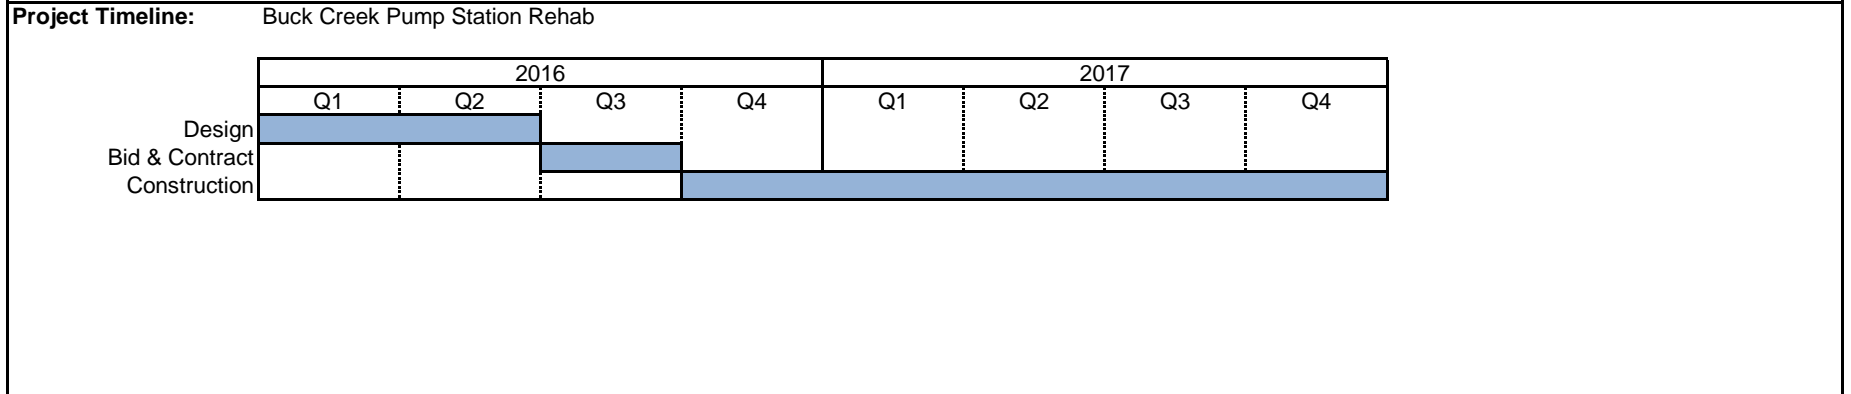 Project Timeline: Buck Creek Pump Station Rehab
2016 2017
Q1 Q2 Q3 Q4 Q1 Q2 Q3 Q4
Design
Bid & Contract
Construction